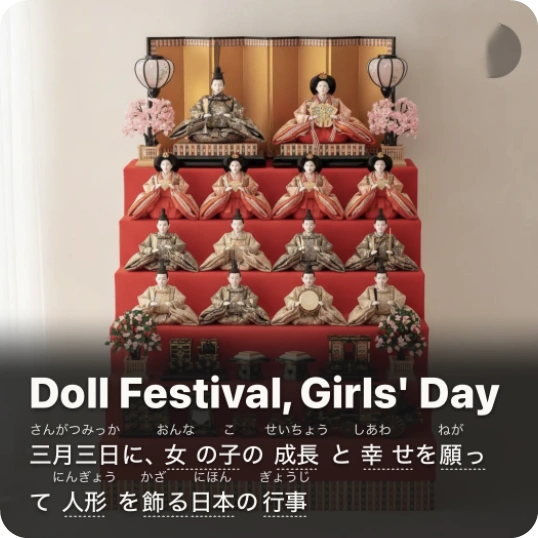 Doll Festival, Girls' Day
さんがつみっか おんな こ せいちょう しあわ ねが
三月三日に、女の子の成長と幸せを願っ
にんぎょう かざ にほん ぎょうじ
て人形を飾る日本の行事